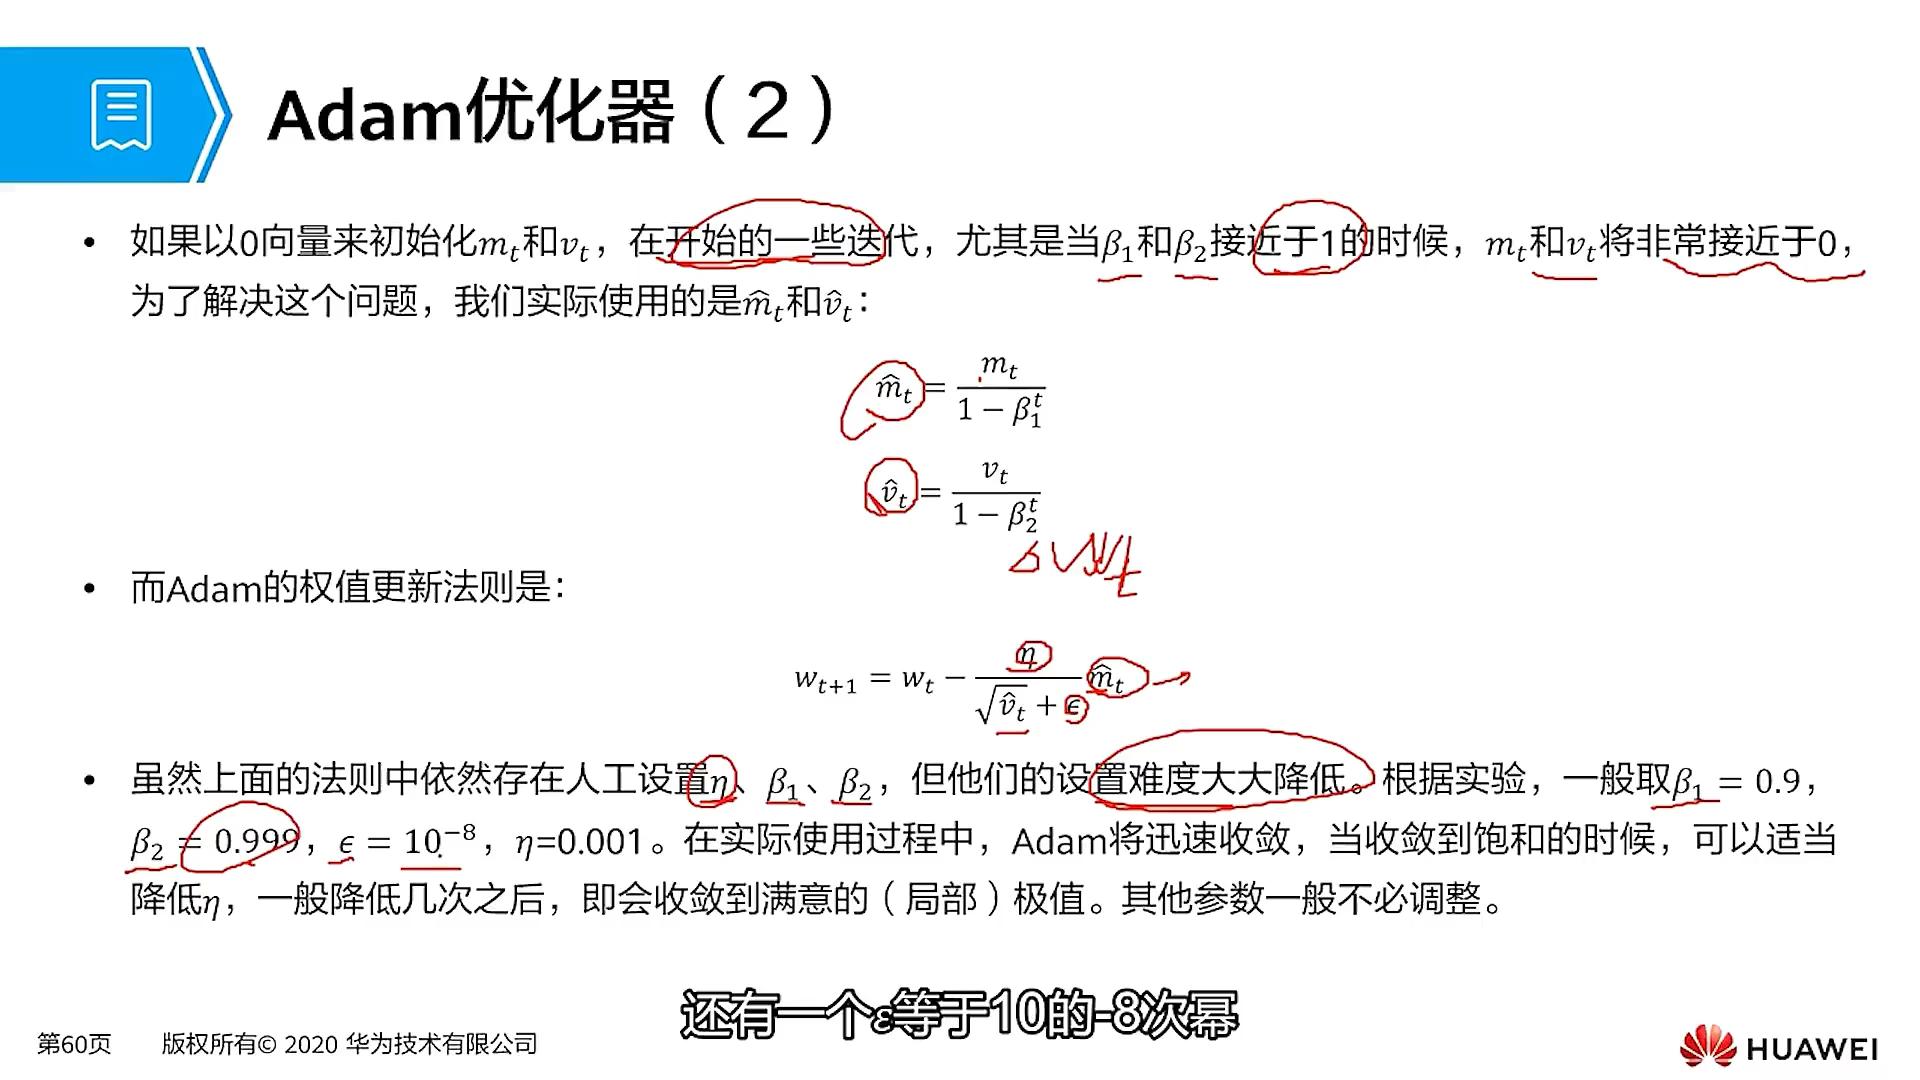 Adam优化器（2）
• 如果以0向量来初始化m_t和v_t，在开始的一些迭代，尤其是当β_1和β_2接近于1的时候，m_t和v_t将非常接近于0，
为了解决这个问题，我们实际使用的是m̂_t和v̂_t：
m̂_t = m_t / (1 − β_1^t)
v̂_t = v_t / (1 − β_2^t)
• 而Adam的权值更新法则是：
w_{t+1} = w_t − η / (√v̂_t + ϵ) m̂_t
• 虽然上面的法则中依然存在人工设置η、β_1、β_2，但他们的设置难度大大降低。根据实验，一般取β_1 = 0.9，
β_2 = 0.999，ϵ = 10^{−8}，η=0.001。在实际使用过程中，Adam将迅速收敛，当收敛到饱和的时候，可以适当
降低η，一般降低几次之后，即会收敛到满意的（局部）极值。其他参数一般不必调整。
还有一个ε等于10的-8次幂
第60页 版权所有© 2020 华为技术有限公司
HUAWEI